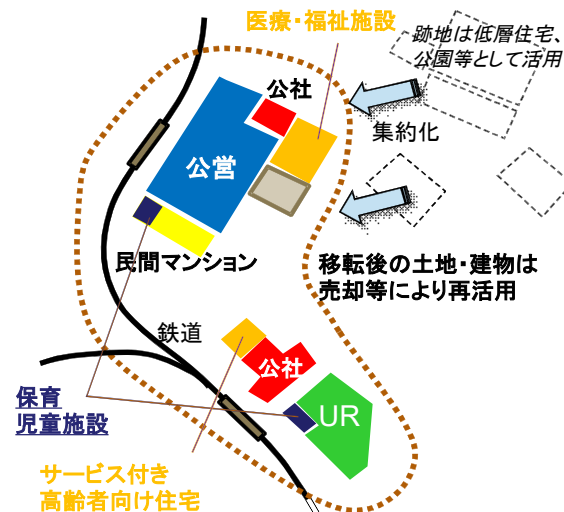 医療・福祉施設
跡地は低層住宅、
公園等として活用
公社
集約化
公営
民間マンション
移転後の土地・建物は
売却等により再活用
鉄道
公社
保育
児童施設
UR
サービス付き
高齢者向け住宅